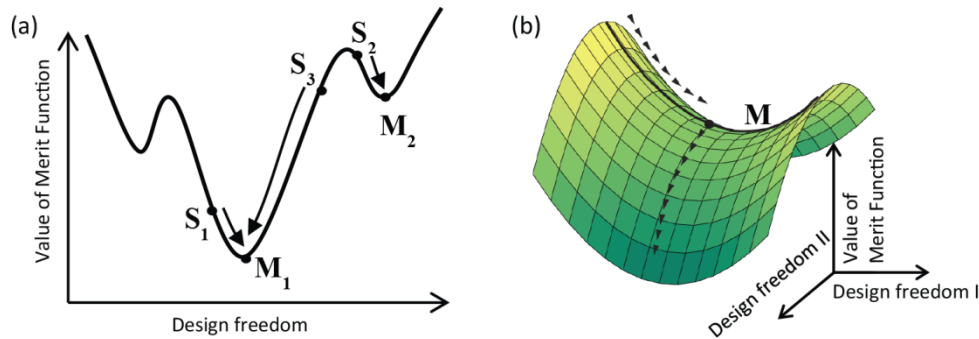 (a)
Value of Merit Function
S₁
S₃
S₂
M₁
M₂
Design freedom
(b)
M
Value of
Merit Function
Design freedom II
Design freedom I